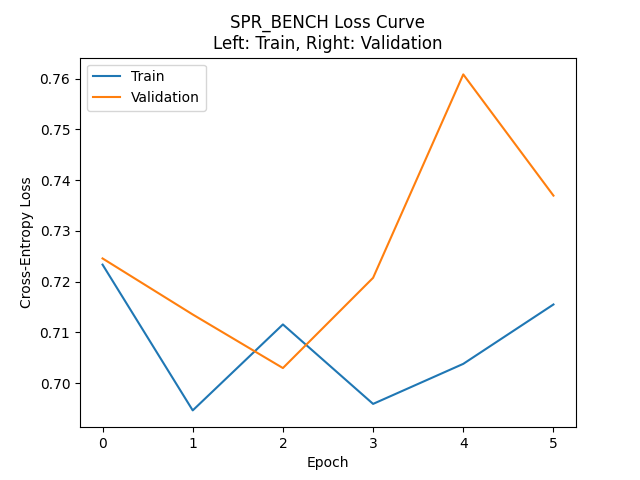 SPR_BENCH Loss Curve
Left: Train, Right: Validation
Train
Validation
Cross-Entropy Loss
0.76
0.75
0.74
0.73
0.72
0.71
0.70
0 1 2 3 4 5
Epoch